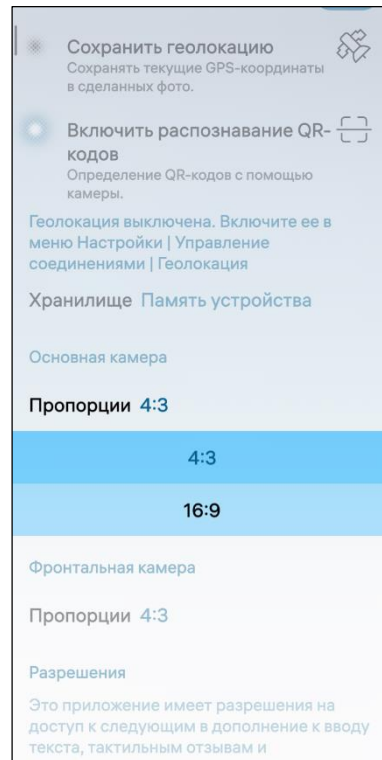 Сохранить геолокацию
Сохранять текущие GPS-координаты
в сделанных фото.
Включить распознавание QR-
кодов
Определение QR-кодов с помощью
камеры.
Геолокация выключена. Включите ее в
меню Настройки | Управление
соединениями | Геолокация
Хранилище Память устройства
Основная камера
Пропорции 4:3
4:3
16:9
Фронтальная камера
Пропорции 4:3
Разрешения
Это приложение имеет разрешения на
доступ к следующим в дополнение к вводу
текста, тактильным отзывам и